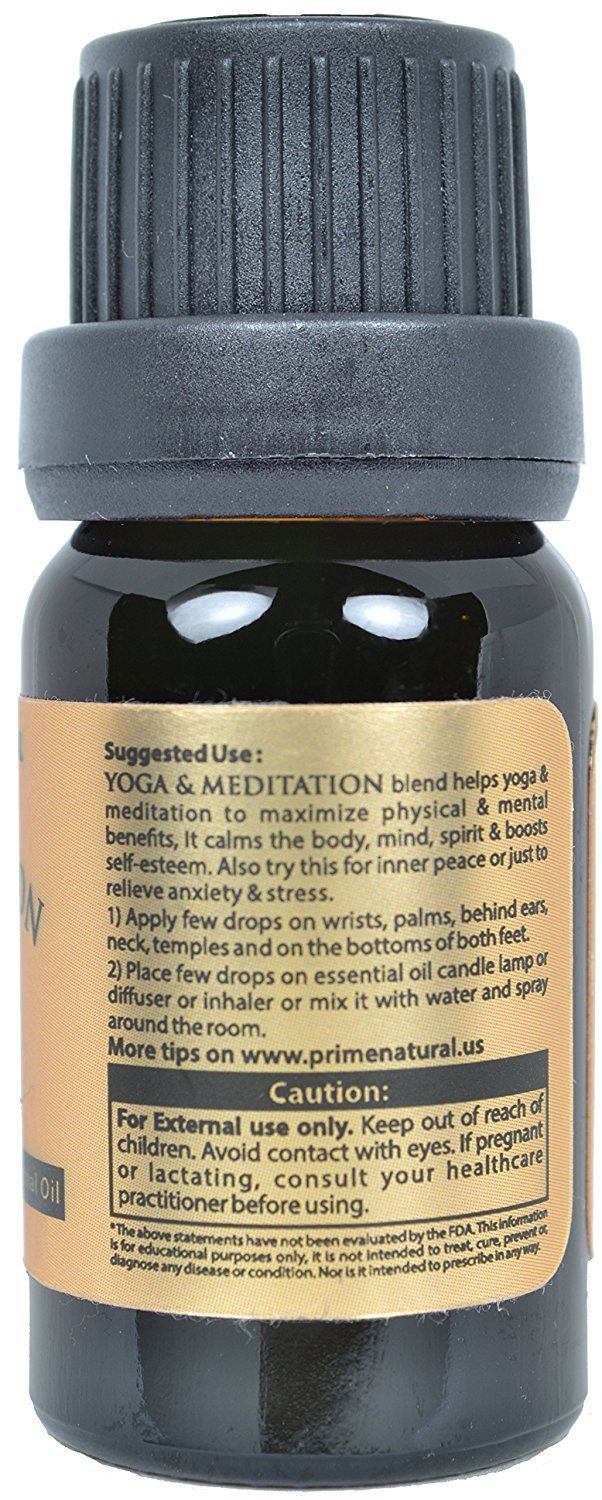 Suggested Use:
YOGA & MEDITATION blend helps yoga &
meditation to maximize physical & mental
benefits, It calms the body, mind, spirit & boosts
self-esteem. Also try this for inner peace or just to
relieve anxiety & stress.
1) Apply few drops on wrists, palms, behind ears,
neck, temples and on the bottoms of both feet.
2) Place few drops on essential oil candle lamp or
diffuser or inhaler or mix it with water and spray
around the room.
More tips on www.primenatural.us
Caution:
For External use only. Keep out of reach of
children. Avoid contact with eyes. If pregnant
or lactating, consult your healthcare
practitioner before using.
*The above statements have not been evaluated by the FDA. This information
is for educational purposes only, it is not intended to treat, cure, prevent or,
diagnose any disease or condition. Nor is it intended to prescribe in any way.
ON
al Oil